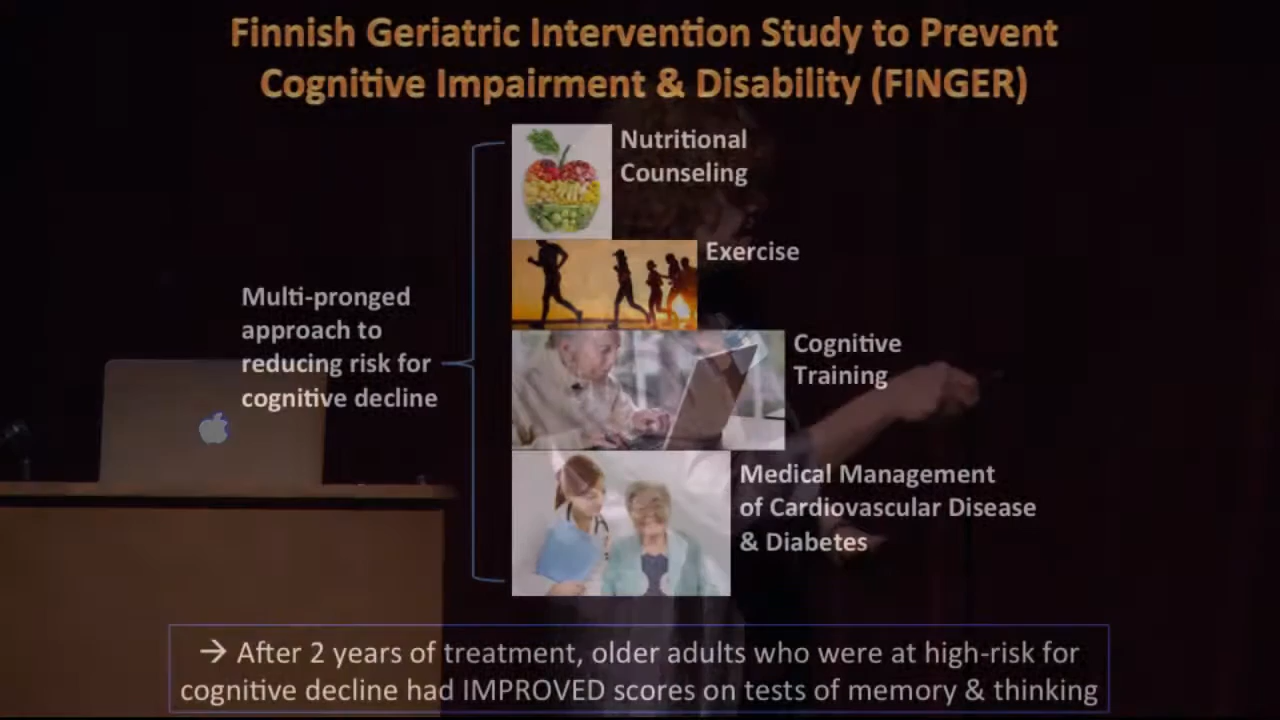 Finnish Geriatric Intervention Study to Prevent
Cognitive Impairment & Disability (FINGER)
Nutritional
Counseling
Exercise
Multi-pronged
approach to
reducing risk for
cognitive decline
Cognitive
Training
Medical Management
of Cardiovascular Disease
& Diabetes
→ After 2 years of treatment, older adults who were at high-risk for
cognitive decline had IMPROVED scores on tests of memory & thinking